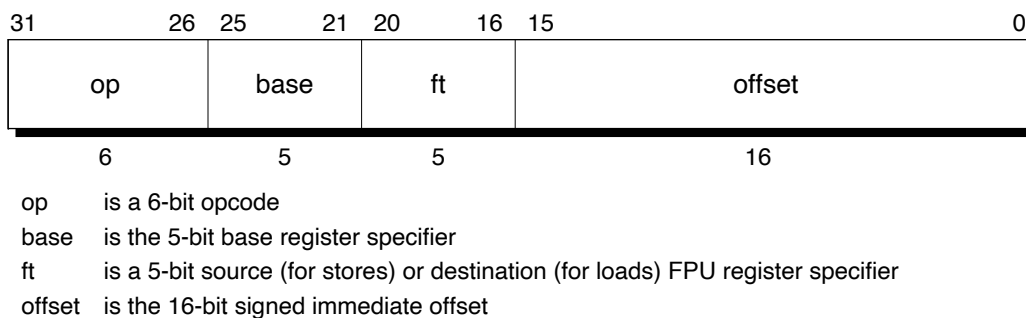 31 26 25 21 20 16 15 0
op base ft offset
6 5 5 16
op is a 6-bit opcode
base is the 5-bit base register specifier
ft is a 5-bit source (for stores) or destination (for loads) FPU register specifier
offset is the 16-bit signed immediate offset